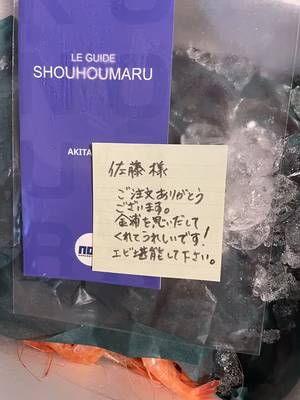 LE GUIDE
SHOUHOUMARU
AKITA
佐藤様
ご注文ありがとう
ございます。
金浦を思いだして
くれてうれしいです!
エビ堪能して下さい。